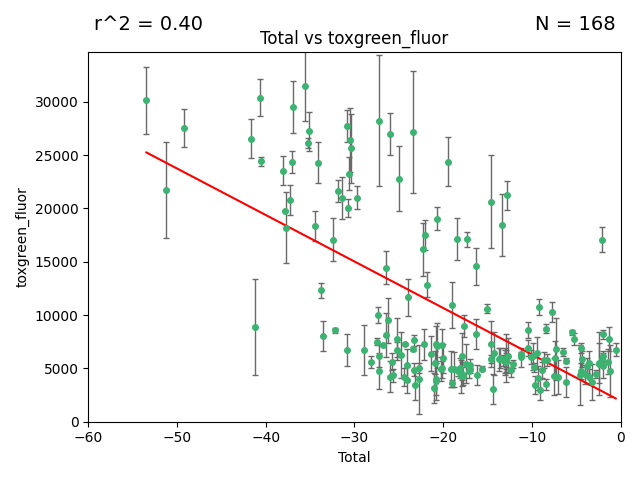 r^2 = 0.40
N = 168
Total vs toxgreen_fluor
30000
25000
20000
15000
10000
5000
0
toxgreen_fluor
−60
−50
−40
−30
−20
−10
0
Total